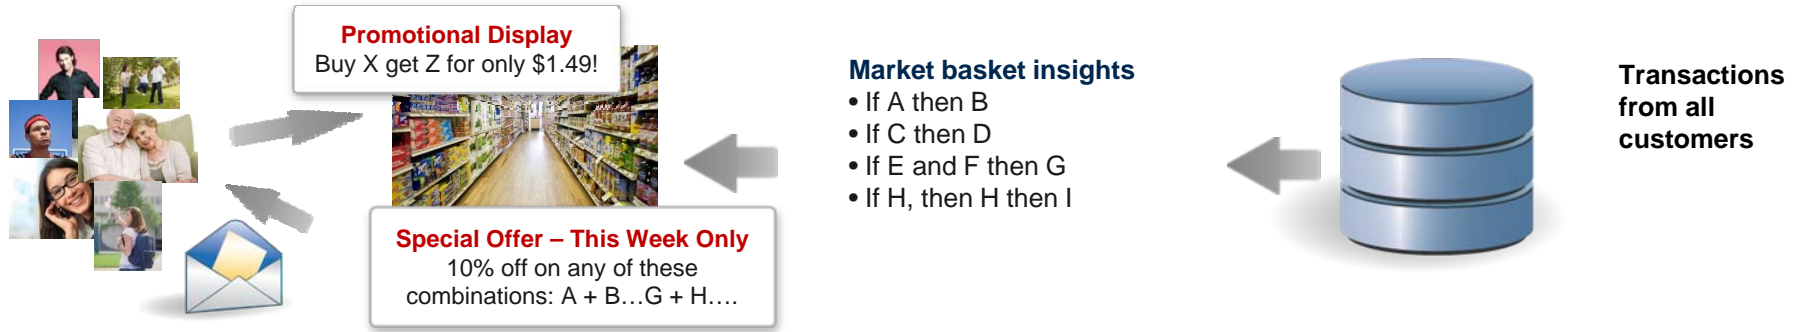 Promotional Display
Buy X get Z for only $1.49!
Special Offer – This Week Only
10% off on any of these
combinations: A + B…G + H….
Market basket insights
• If A then B
• If C then D
• If E and F then G
• If H, then H then I
Transactions
from all
customers